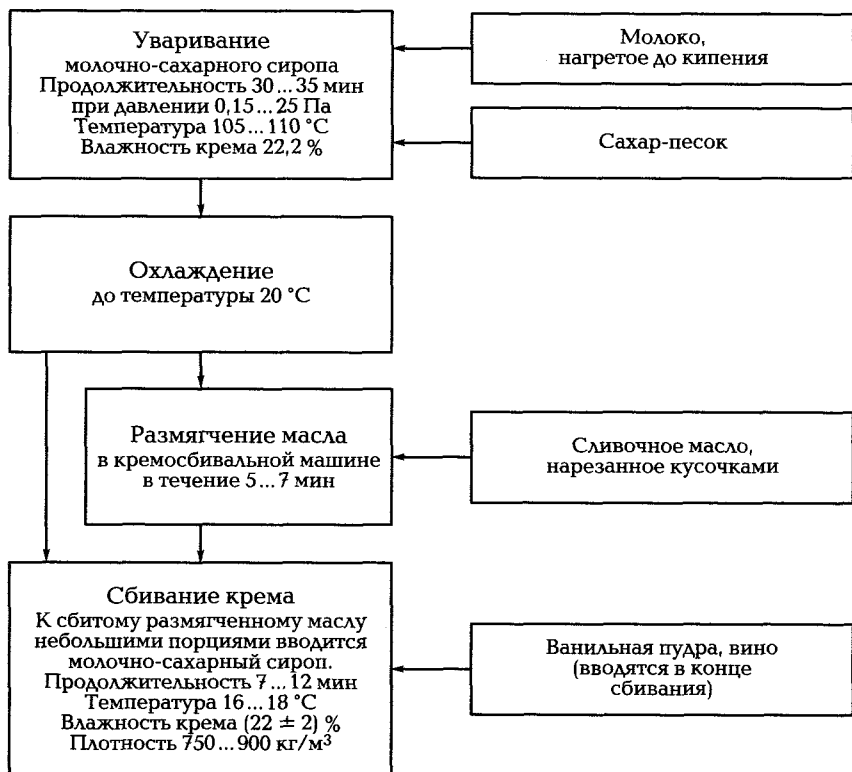 Уваривание
молочно-сахарного сиропа
Продолжительность 30...35 мин
при давлении 0,15...25 Па
Температура 105...110 °С
Влажность крема 22,2 %
Молоко,
нагретое до кипения
Сахар-песок
Охлаждение
до температуры 20 °С
Размягчение масла
в кремосбивальной машине
в течение 5...7 мин
Сливочное масло,
нарезанное кусочками
Сбивание крема
К сбитому размягченному маслу
небольшими порциями вводится
молочно-сахарный сироп.
Продолжительность 7...12 мин
Температура 16...18 °С
Влажность крема (22 ± 2) %
Плотность 750...900 кг/м³
Ванильная пудра, вино
(вводятся в конце
сбивания)